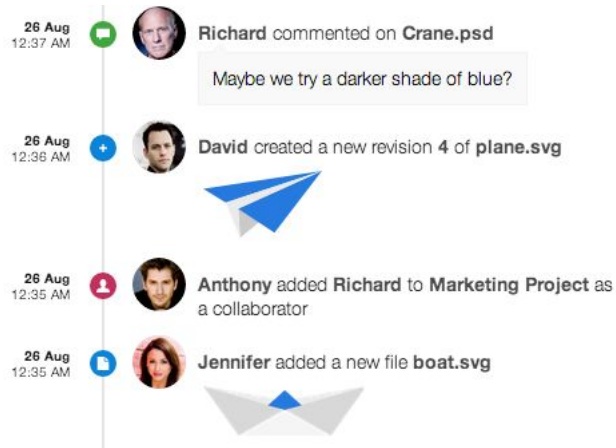 26 Aug
12:37 AM
Richard commented on Crane.psd
Maybe we try a darker shade of blue?
26 Aug
12:36 AM
David created a new revision 4 of plane.svg
26 Aug
12:35 AM
Anthony added Richard to Marketing Project as
a collaborator
26 Aug
12:35 AM
Jennifer added a new file boat.svg